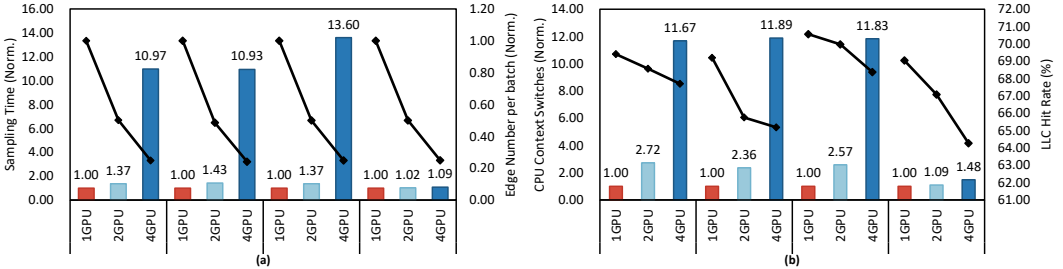 Sampling Time (Norm.)
16.00
14.00
12.00
10.00
8.00
6.00
4.00
2.00
0.00
1.00
1.37
10.97
1.00
1.43
10.93
1.00
1.37
13.60
1.00
1.02
1.09
1GPU
2GPU
4GPU
1GPU
2GPU
4GPU
1GPU
2GPU
4GPU
1GPU
2GPU
4GPU
1.20
1.00
0.80
0.60
0.40
0.20
0.00
Edge Number per batch (Norm.)
(a)
CPU Context Switches (Norm.)
14.00
12.00
10.00
8.00
6.00
4.00
2.00
0.00
1.00
2.72
11.67
1.00
2.36
11.89
1.00
2.57
11.83
1.00
1.09
1.48
1GPU
2GPU
4GPU
1GPU
2GPU
4GPU
1GPU
2GPU
4GPU
1GPU
2GPU
4GPU
72.00
71.00
70.00
69.00
68.00
67.00
66.00
65.00
64.00
63.00
62.00
61.00
LLC Hit Rate (%)
(b)